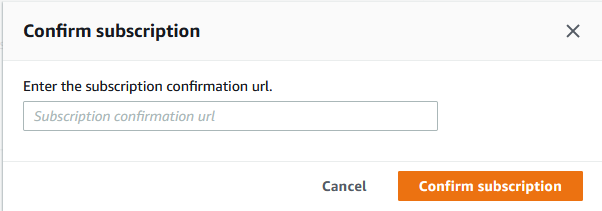 Confirm subscription
Enter the subscription confirmation url.
Subscription confirmation url
Cancel Confirm subscription